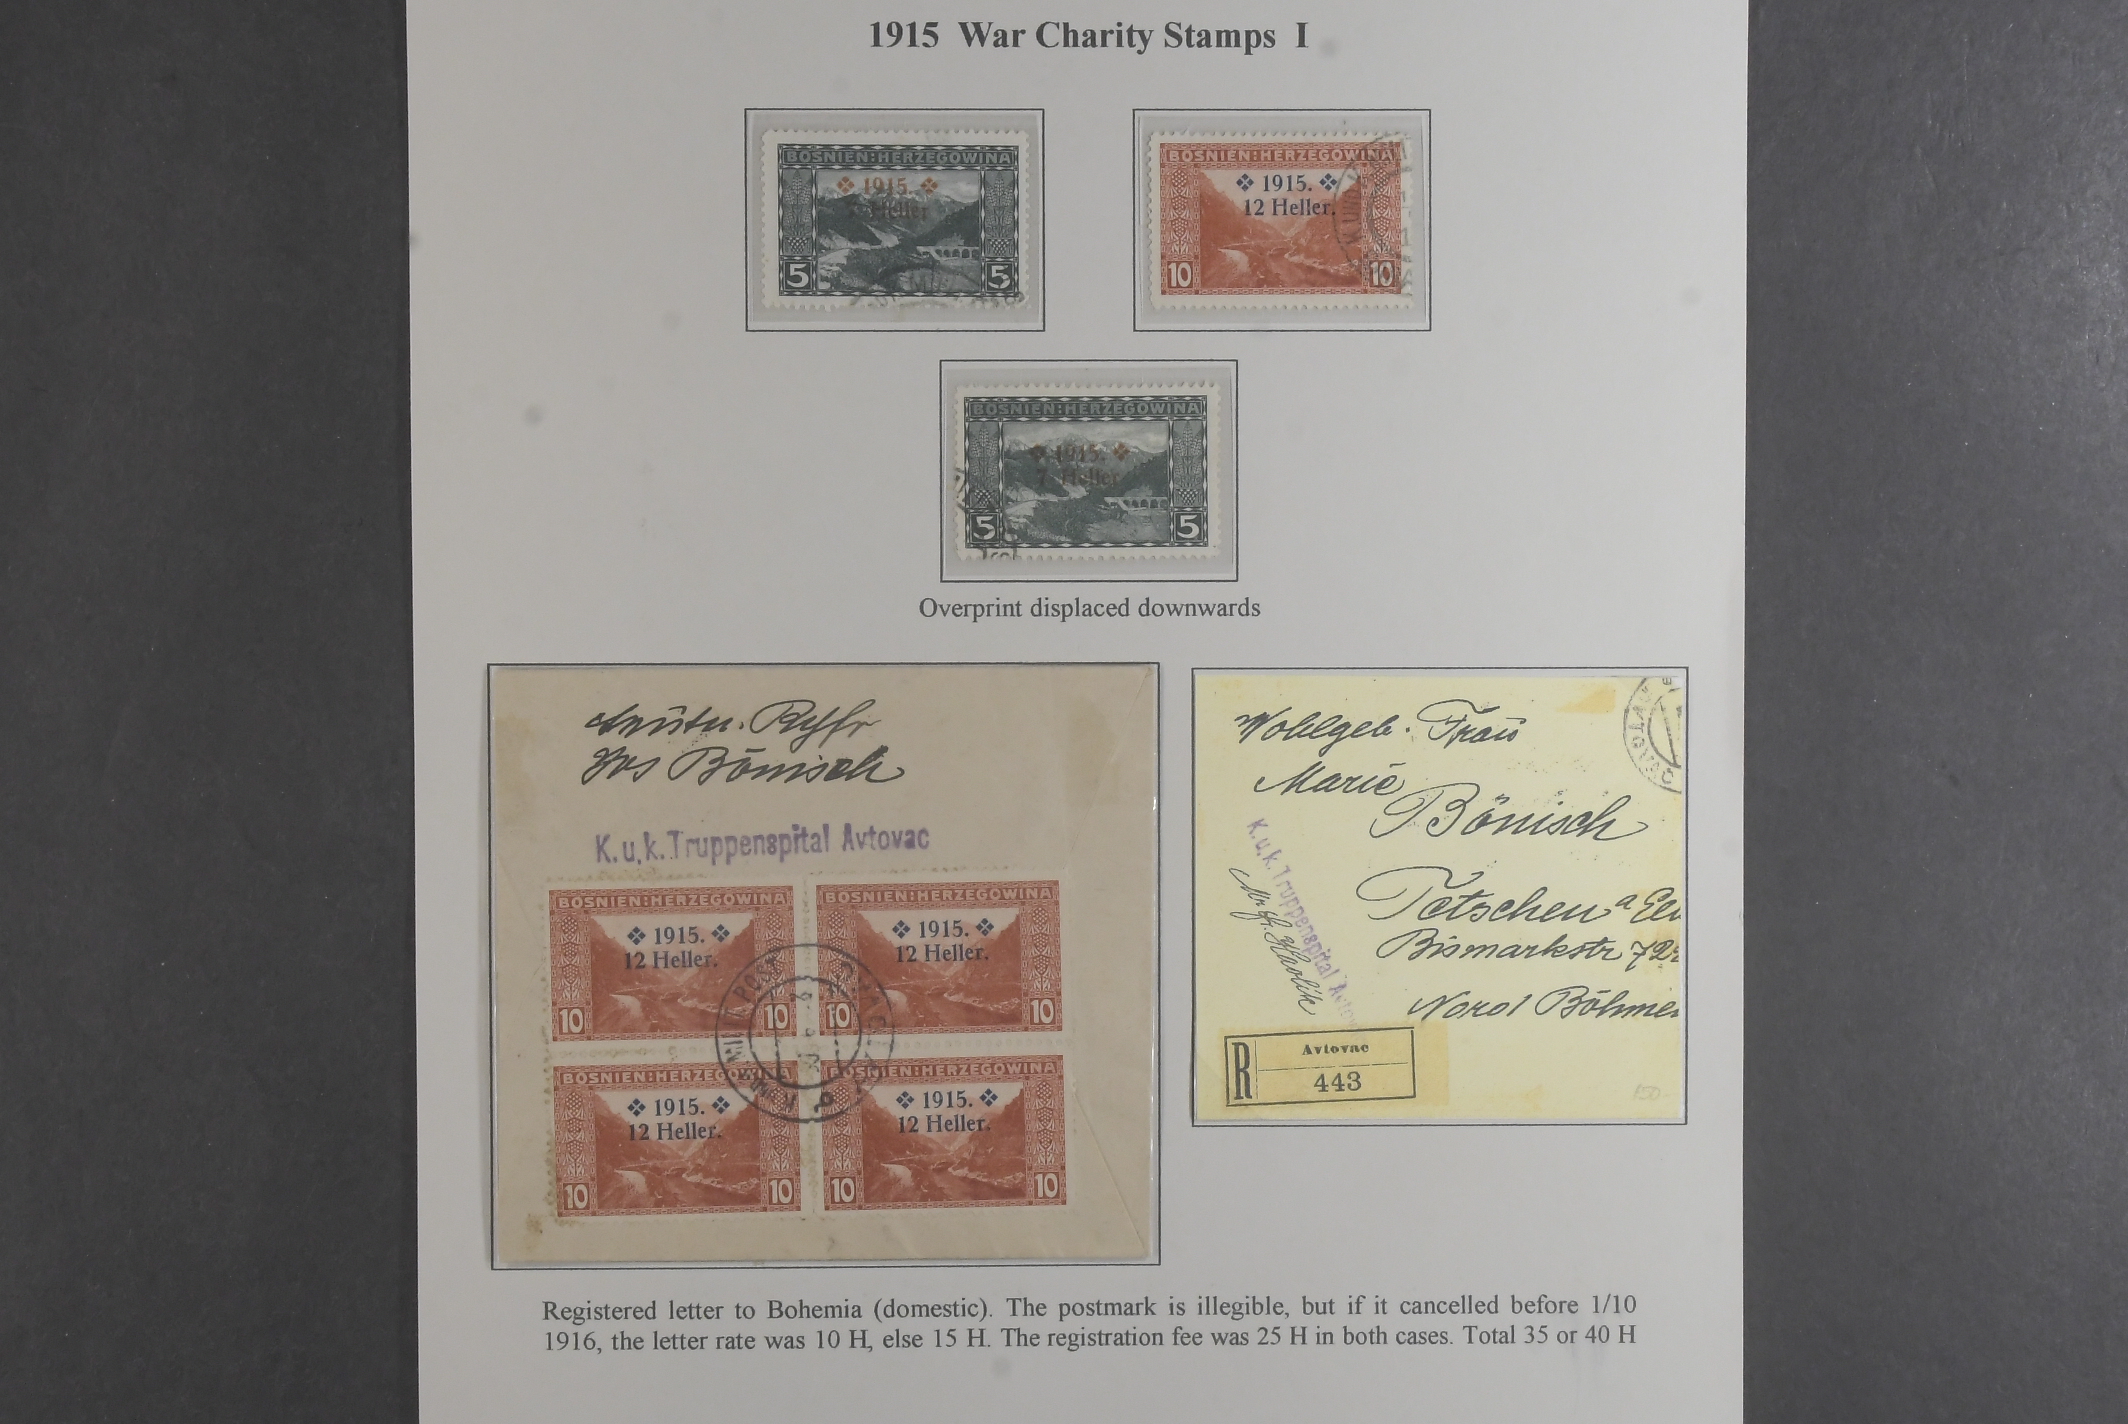 1915 War Charity Stamps I
BOSNIEN:HERZEGOWINA
1915.
7 Heller
5 5
BOSNIEN:HERZEGOWINA
1915.
12 Heller.
10 10
BOSNIEN:HERZEGOWINA
1915.
7 Heller
5 5
Overprint displaced downwards
Bönisch
K.u.k. Truppenspital Avtovac
BOSNIEN:HERZEGOWINA
1915.
12 Heller.
10 10
BOSNIEN:HERZEGOWINA
1915.
12 Heller.
10 10
BOSNIEN:HERZEGOWINA
1915.
12 Heller.
10 10
BOSNIEN:HERZEGOWINA
1915.
12 Heller.
10 10
Wohlgeb. Frau
Marie
Bönisch
Tetschen a
Bismarkstr
Nord Böhmen
K.u.k. Truppenspital
R
Avtovac
443
150.-
Registered letter to Bohemia (domestic). The postmark is illegible, but if it cancelled before 1/10
1916, the letter rate was 10 H, else 15 H. The registration fee was 25 H in both cases. Total 35 or 40 H